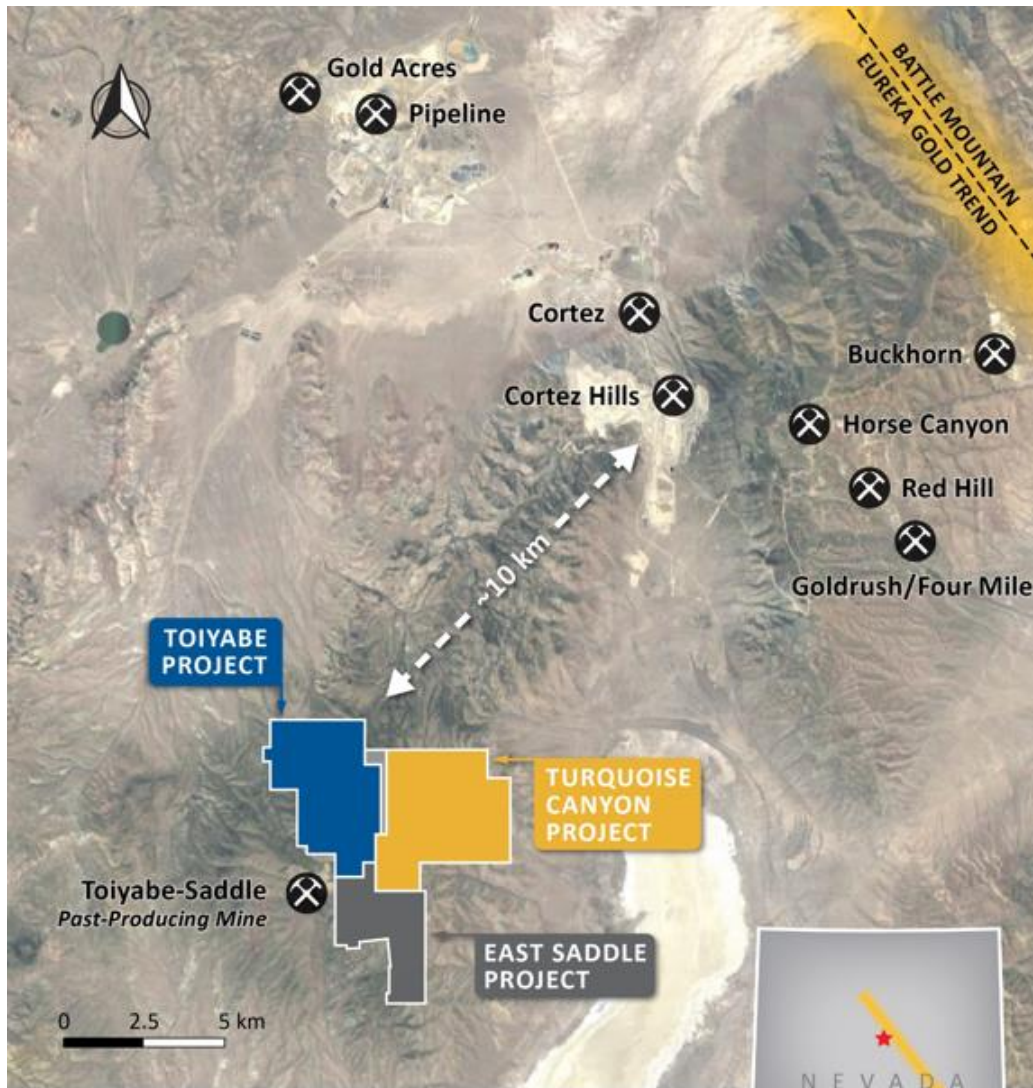 Gold Acres
Pipeline
BATTLE MOUNTAIN
EUREKA GOLD TREND
Cortez
Buckhorn
Cortez Hills
Horse Canyon
Red Hill
Goldrush/Four Mile
~10 km
TOIYABE
PROJECT
TURQUOISE
CANYON
PROJECT
Toiyabe-Saddle
Past-Producing Mine
EAST SADDLE
PROJECT
0 2.5 5 km
NEVADA